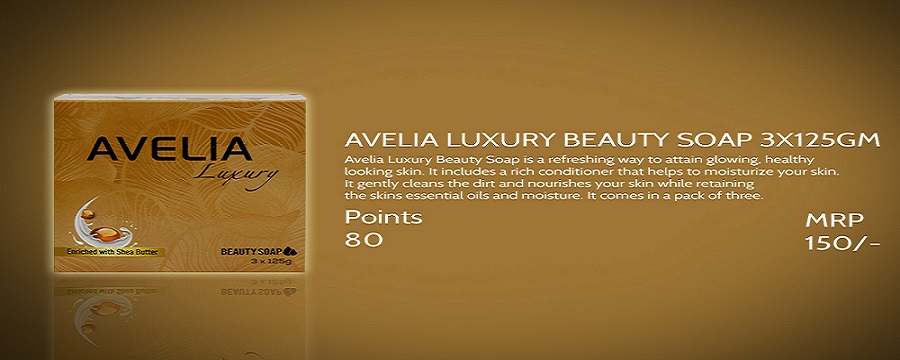 AVELIA
Luxury
Enriched with Shea Butter
BEAUTY SOAP
3 x 125g
AVELIA LUXURY BEAUTY SOAP 3X125GM
Avelia Luxury Beauty Soap is a refreshing way to attain glowing, healthy
looking skin. It includes a rich conditioner that helps to moisturize your skin.
It gently cleans the dirt and nourishes your skin while retaining
the skins essential oils and moisture. It comes in a pack of three.
Points
80
MRP
150/-